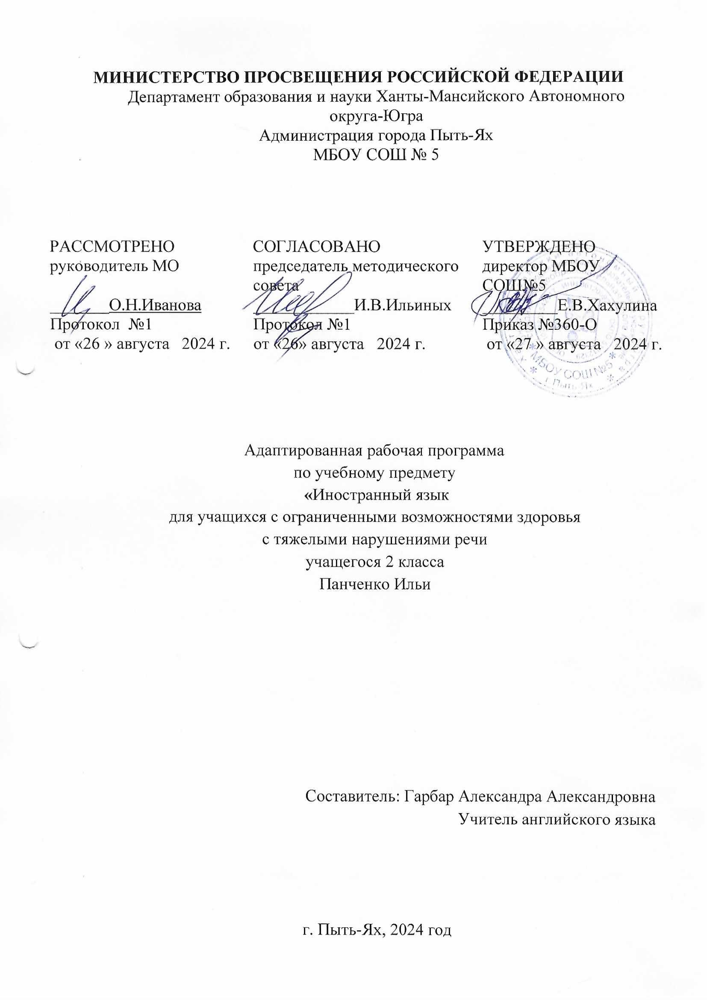 МИНИСТЕРСТВО ПРОСВЕЩЕНИЯ РОССИЙСКОЙ ФЕДЕРАЦИИ
Департамент образования и науки Ханты-Мансийского Автономного
округа-Югра
Администрация города Пыть-Ях
МБОУ СОШ № 5
РАССМОТРЕНО
руководитель МО
_______О.Н.Иванова
Протокол №1
от «26 » августа 2024 г.
СОГЛАСОВАНО
председатель методического
совета
____________И.В.Ильиных
Протокол №1
от «26» августа 2024 г.
УТВЕРЖДЕНО
директор МБОУ
СОШ№5
_________Е.В.Хахулина
Приказ №360-О
от «27 » августа 2024 г.
* МБОУ СОШ №5 *
г. Пыть-Ях
Адаптированная рабочая программа
по учебному предмету
«Иностранный язык
для учащихся с ограниченными возможностями здоровья
с тяжелыми нарушениями речи
учащегося 2 класса
Панченко Ильи
Составитель: Гарбар Александра Александровна
Учитель английского языка
г. Пыть-Ях, 2024 год